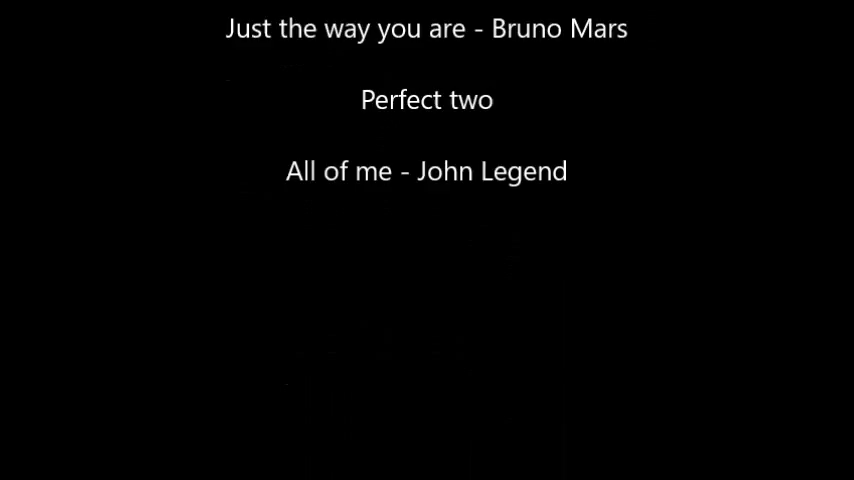 Just the way you are - Bruno Mars
Perfect two
All of me - John Legend